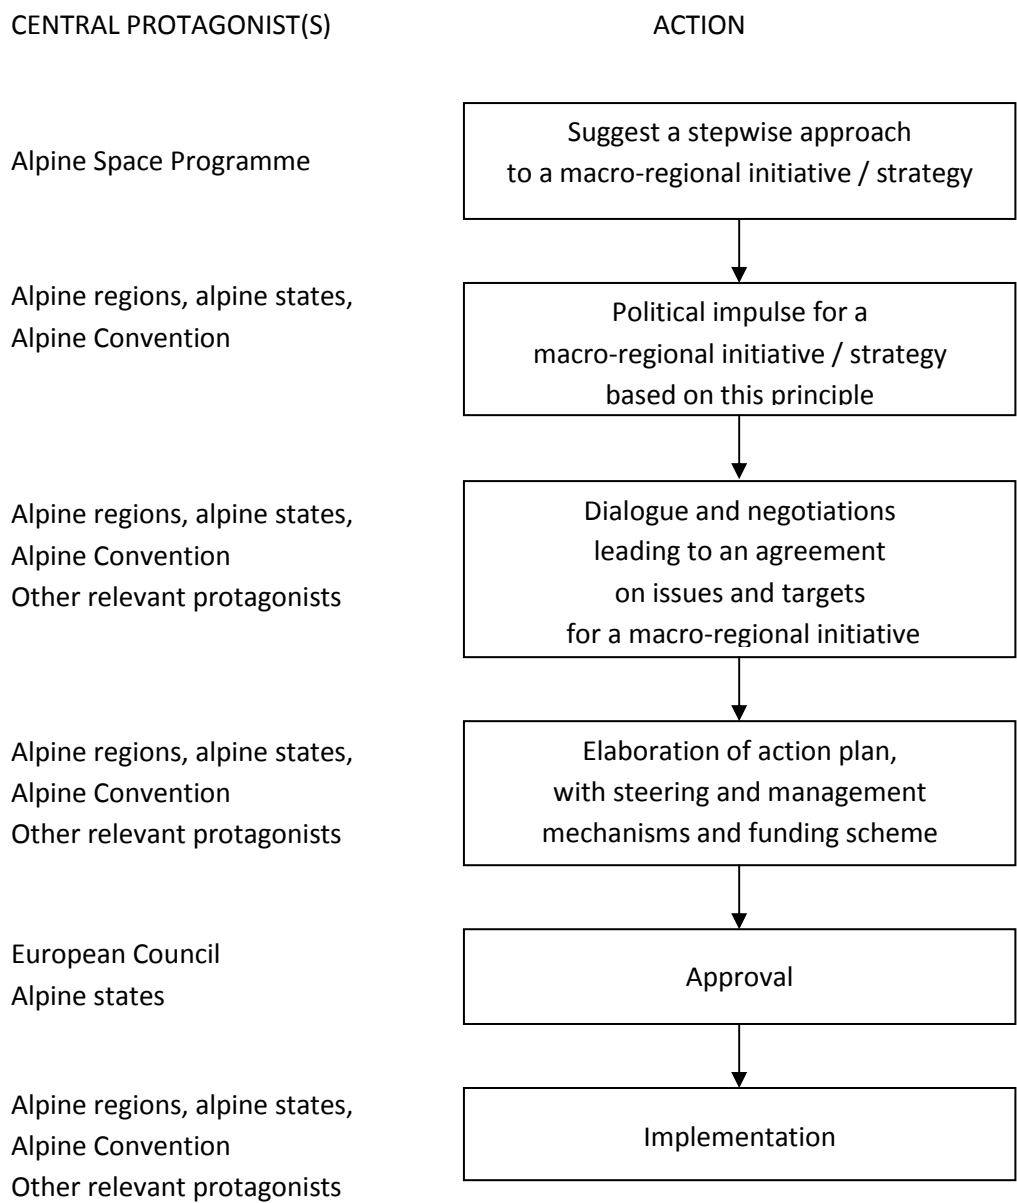 CENTRAL PROTAGONIST(S)
ACTION
Alpine Space Programme
Suggest a stepwise approach
to a macro-regional initiative / strategy
Alpine regions, alpine states,
Alpine Convention
Political impulse for a
macro-regional initiative / strategy
based on this principle
Alpine regions, alpine states,
Alpine Convention
Other relevant protagonists
Dialogue and negotiations
leading to an agreement
on issues and targets
for a macro-regional initiative
Alpine regions, alpine states,
Alpine Convention
Other relevant protagonists
Elaboration of action plan,
with steering and management
mechanisms and funding scheme
European Council
Alpine states
Approval
Alpine regions, alpine states,
Alpine Convention
Other relevant protagonists
Implementation